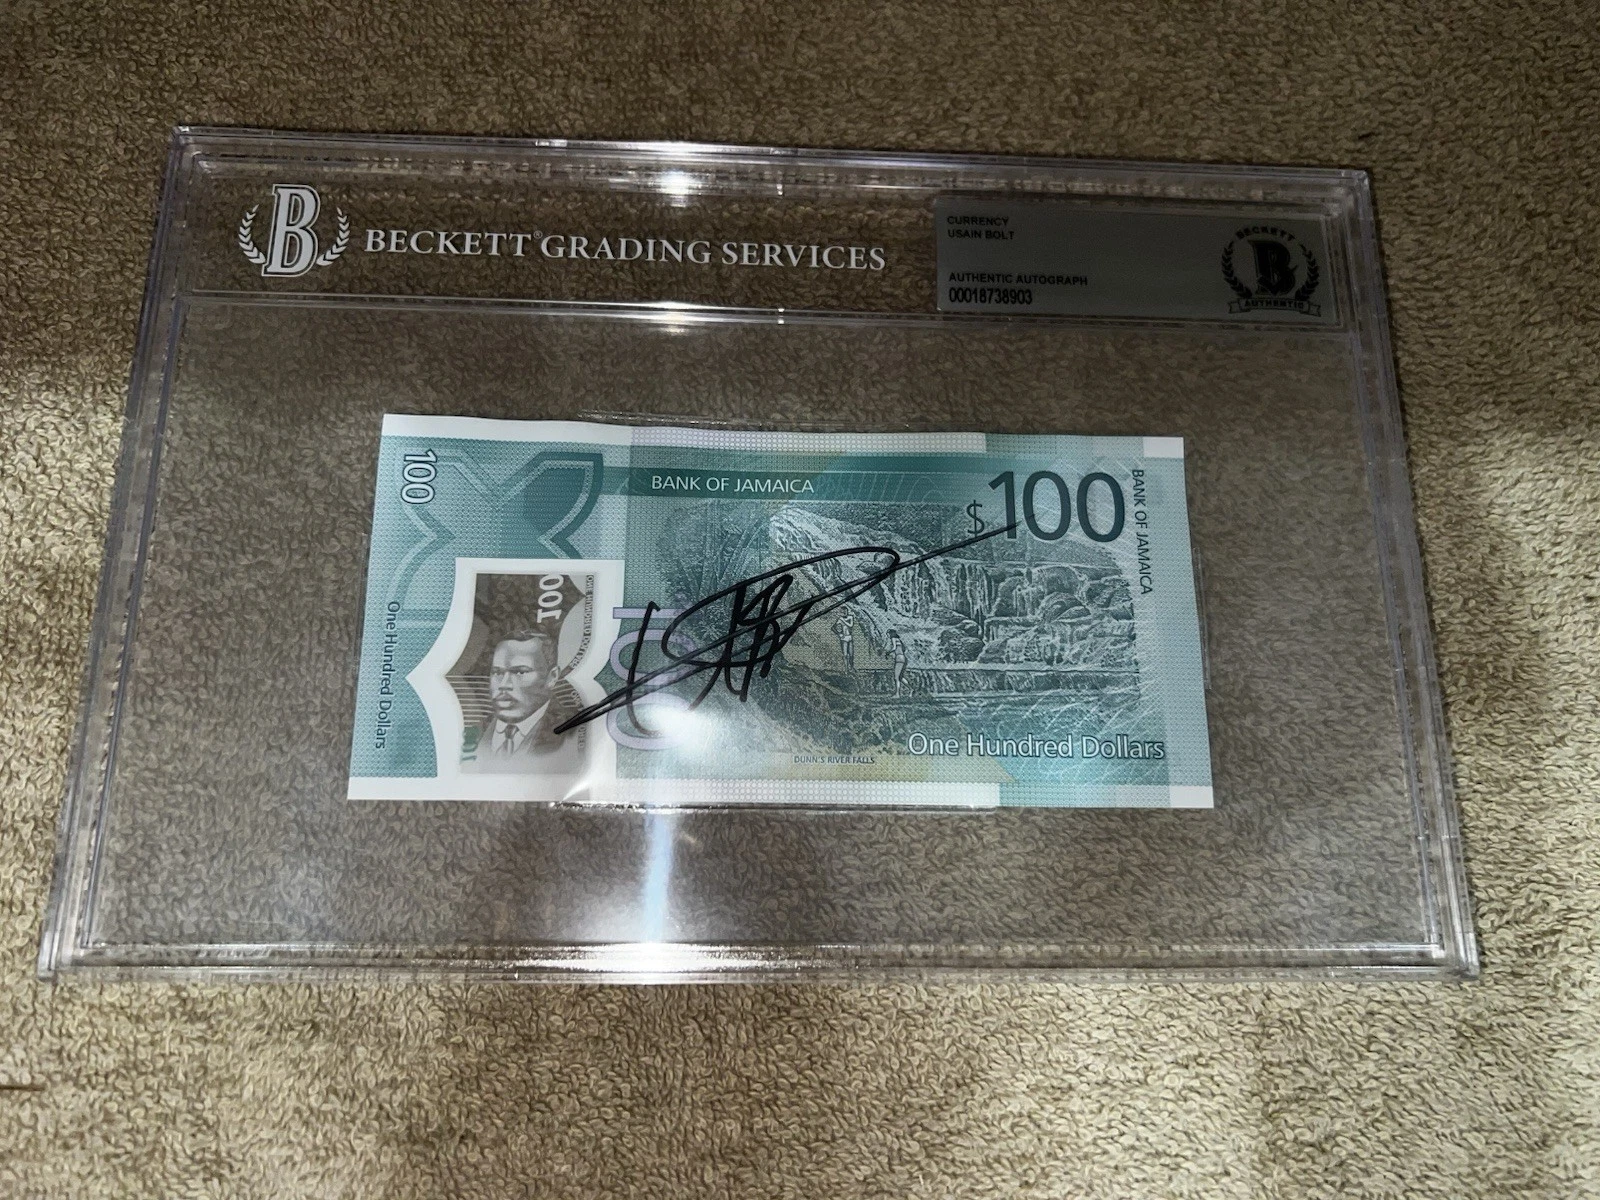 B
BECKETT® GRADING SERVICES
CURRENCY
USAIN BOLT
AUTHENTIC AUTOGRAPH
00018738903
BECKETT
B
AUTHENTIC
100
BANK OF JAMAICA
$100
BANK OF JAMAICA
One Hundred Dollars
100
100
DUNN'S RIVER FALLS
One Hundred Dollars